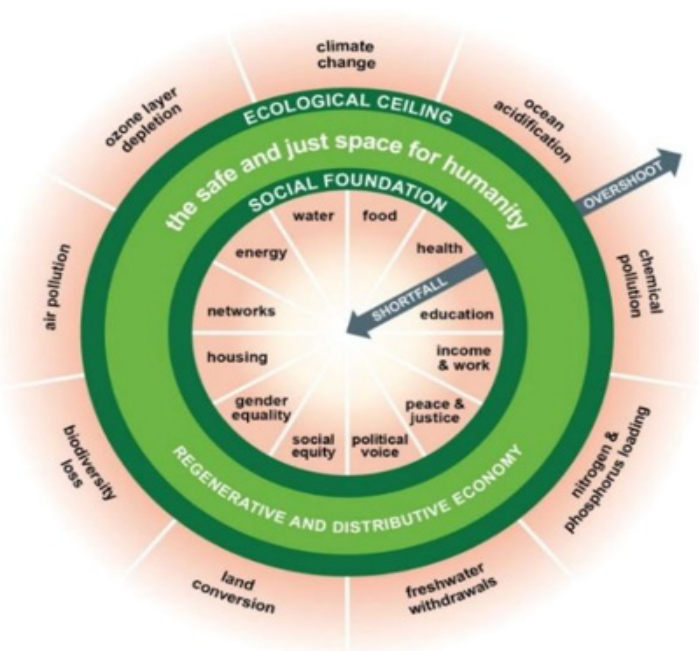 climate
change
ocean
acidification
chemical
pollution
nitrogen &
phosphorus loading
freshwater
withdrawals
land
conversion
biodiversity
loss
air pollution
ozone layer
depletion
OVERSHOOT
ECOLOGICAL CEILING
the safe and just space for humanity
SOCIAL FOUNDATION
water
food
health
SHORTFALL
education
income
& work
peace &
justice
political
voice
social
equity
gender
equality
housing
networks
energy
REGENERATIVE AND DISTRIBUTIVE ECONOMY